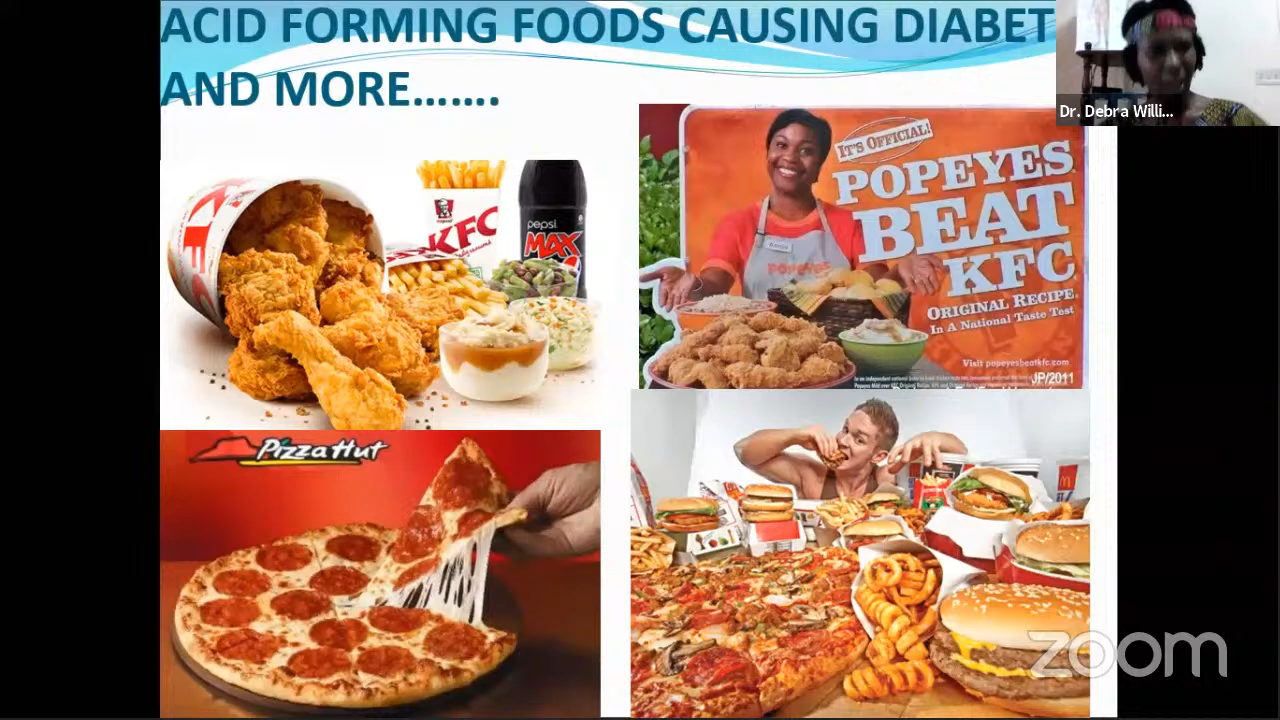 ACID FORMING FOODS CAUSING DIABET
AND MORE.......
Dr. Debra Willi...
KFC
KFC
pepsi
MAX
IT'S OFFICIAL!
POPEYES
BEAT
KFC
ORIGINAL RECIPE
In A National Taste Test
Visit popeyesbeatkfc.com
JP/2011
POPEYES
Pizza Hut
zoom